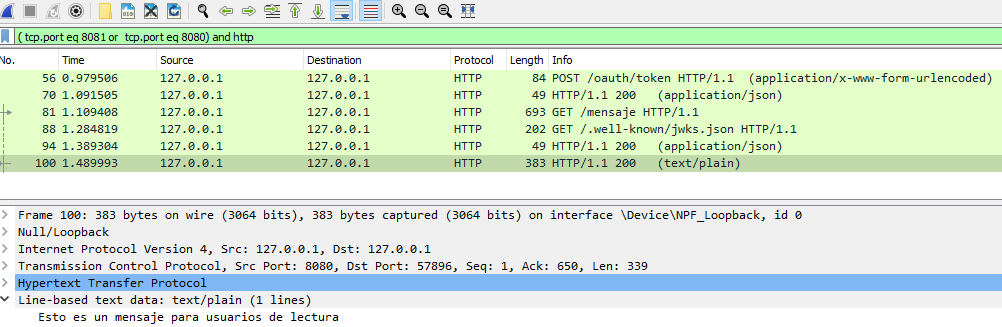 ( tcp.port eq 8081 or  tcp.port eq 8080) and http
No. Time Source Destination Protocol Length Info
56 0.979506 127.0.0.1 127.0.0.1 HTTP 84 POST /oauth/token HTTP/1.1  (application/x-www-form-urlencoded)
70 1.091505 127.0.0.1 127.0.0.1 HTTP 49 HTTP/1.1 200   (application/json)
81 1.109408 127.0.0.1 127.0.0.1 HTTP 693 GET /mensaje HTTP/1.1
88 1.284819 127.0.0.1 127.0.0.1 HTTP 202 GET /.well-known/jwks.json HTTP/1.1
94 1.389304 127.0.0.1 127.0.0.1 HTTP 49 HTTP/1.1 200   (application/json)
100 1.489993 127.0.0.1 127.0.0.1 HTTP 383 HTTP/1.1 200   (text/plain)
Frame 100: 383 bytes on wire (3064 bits), 383 bytes captured (3064 bits) on interface \Device\NPF_Loopback, id 0
Null/Loopback
Internet Protocol Version 4, Src: 127.0.0.1, Dst: 127.0.0.1
Transmission Control Protocol, Src Port: 8080, Dst Port: 57896, Seq: 1, Ack: 650, Len: 339
Hypertext Transfer Protocol
Line-based text data: text/plain (1 lines)
Esto es un mensaje para usuarios de lectura